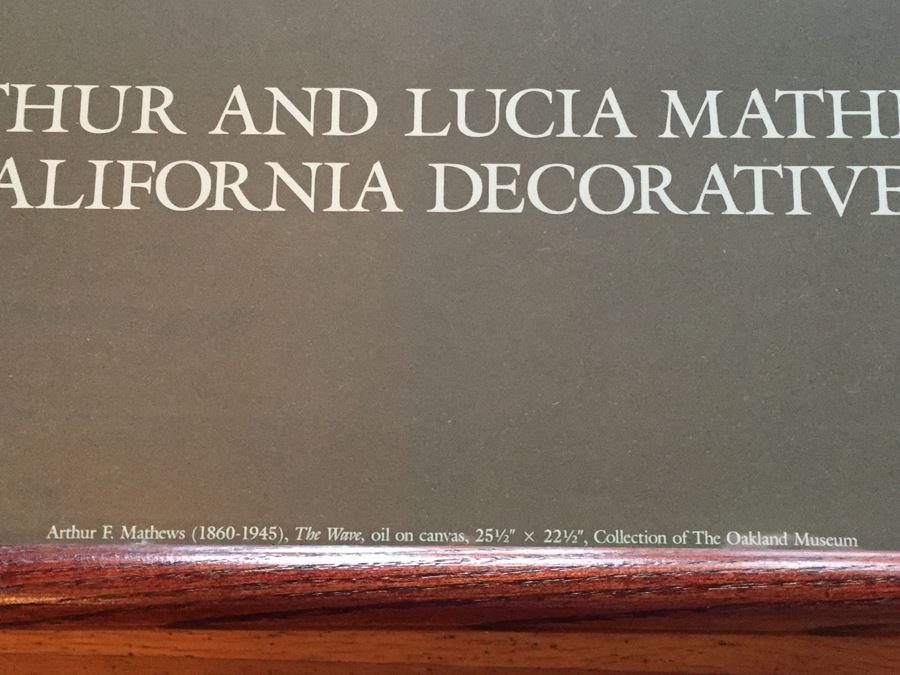 THUR AND LUCIA MATHE
ALIFORNIA DECORATIVE
Arthur F. Mathews (1860-1945), The Wave, oil on canvas, 25½" × 22½", Collection of The Oakland Museum